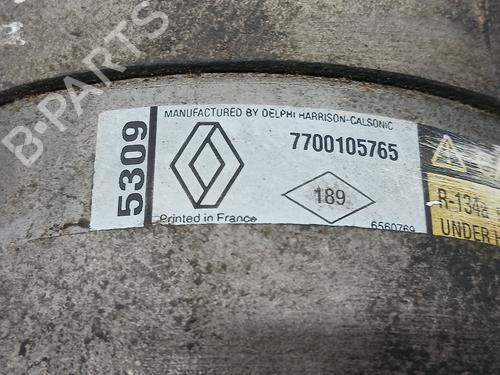 B-PARTS
MANUFACTURED BY DELPHI HARRISON-CALSONIC
5309
7700105765
189
Printed in France
6560769
R-134a
UNDER